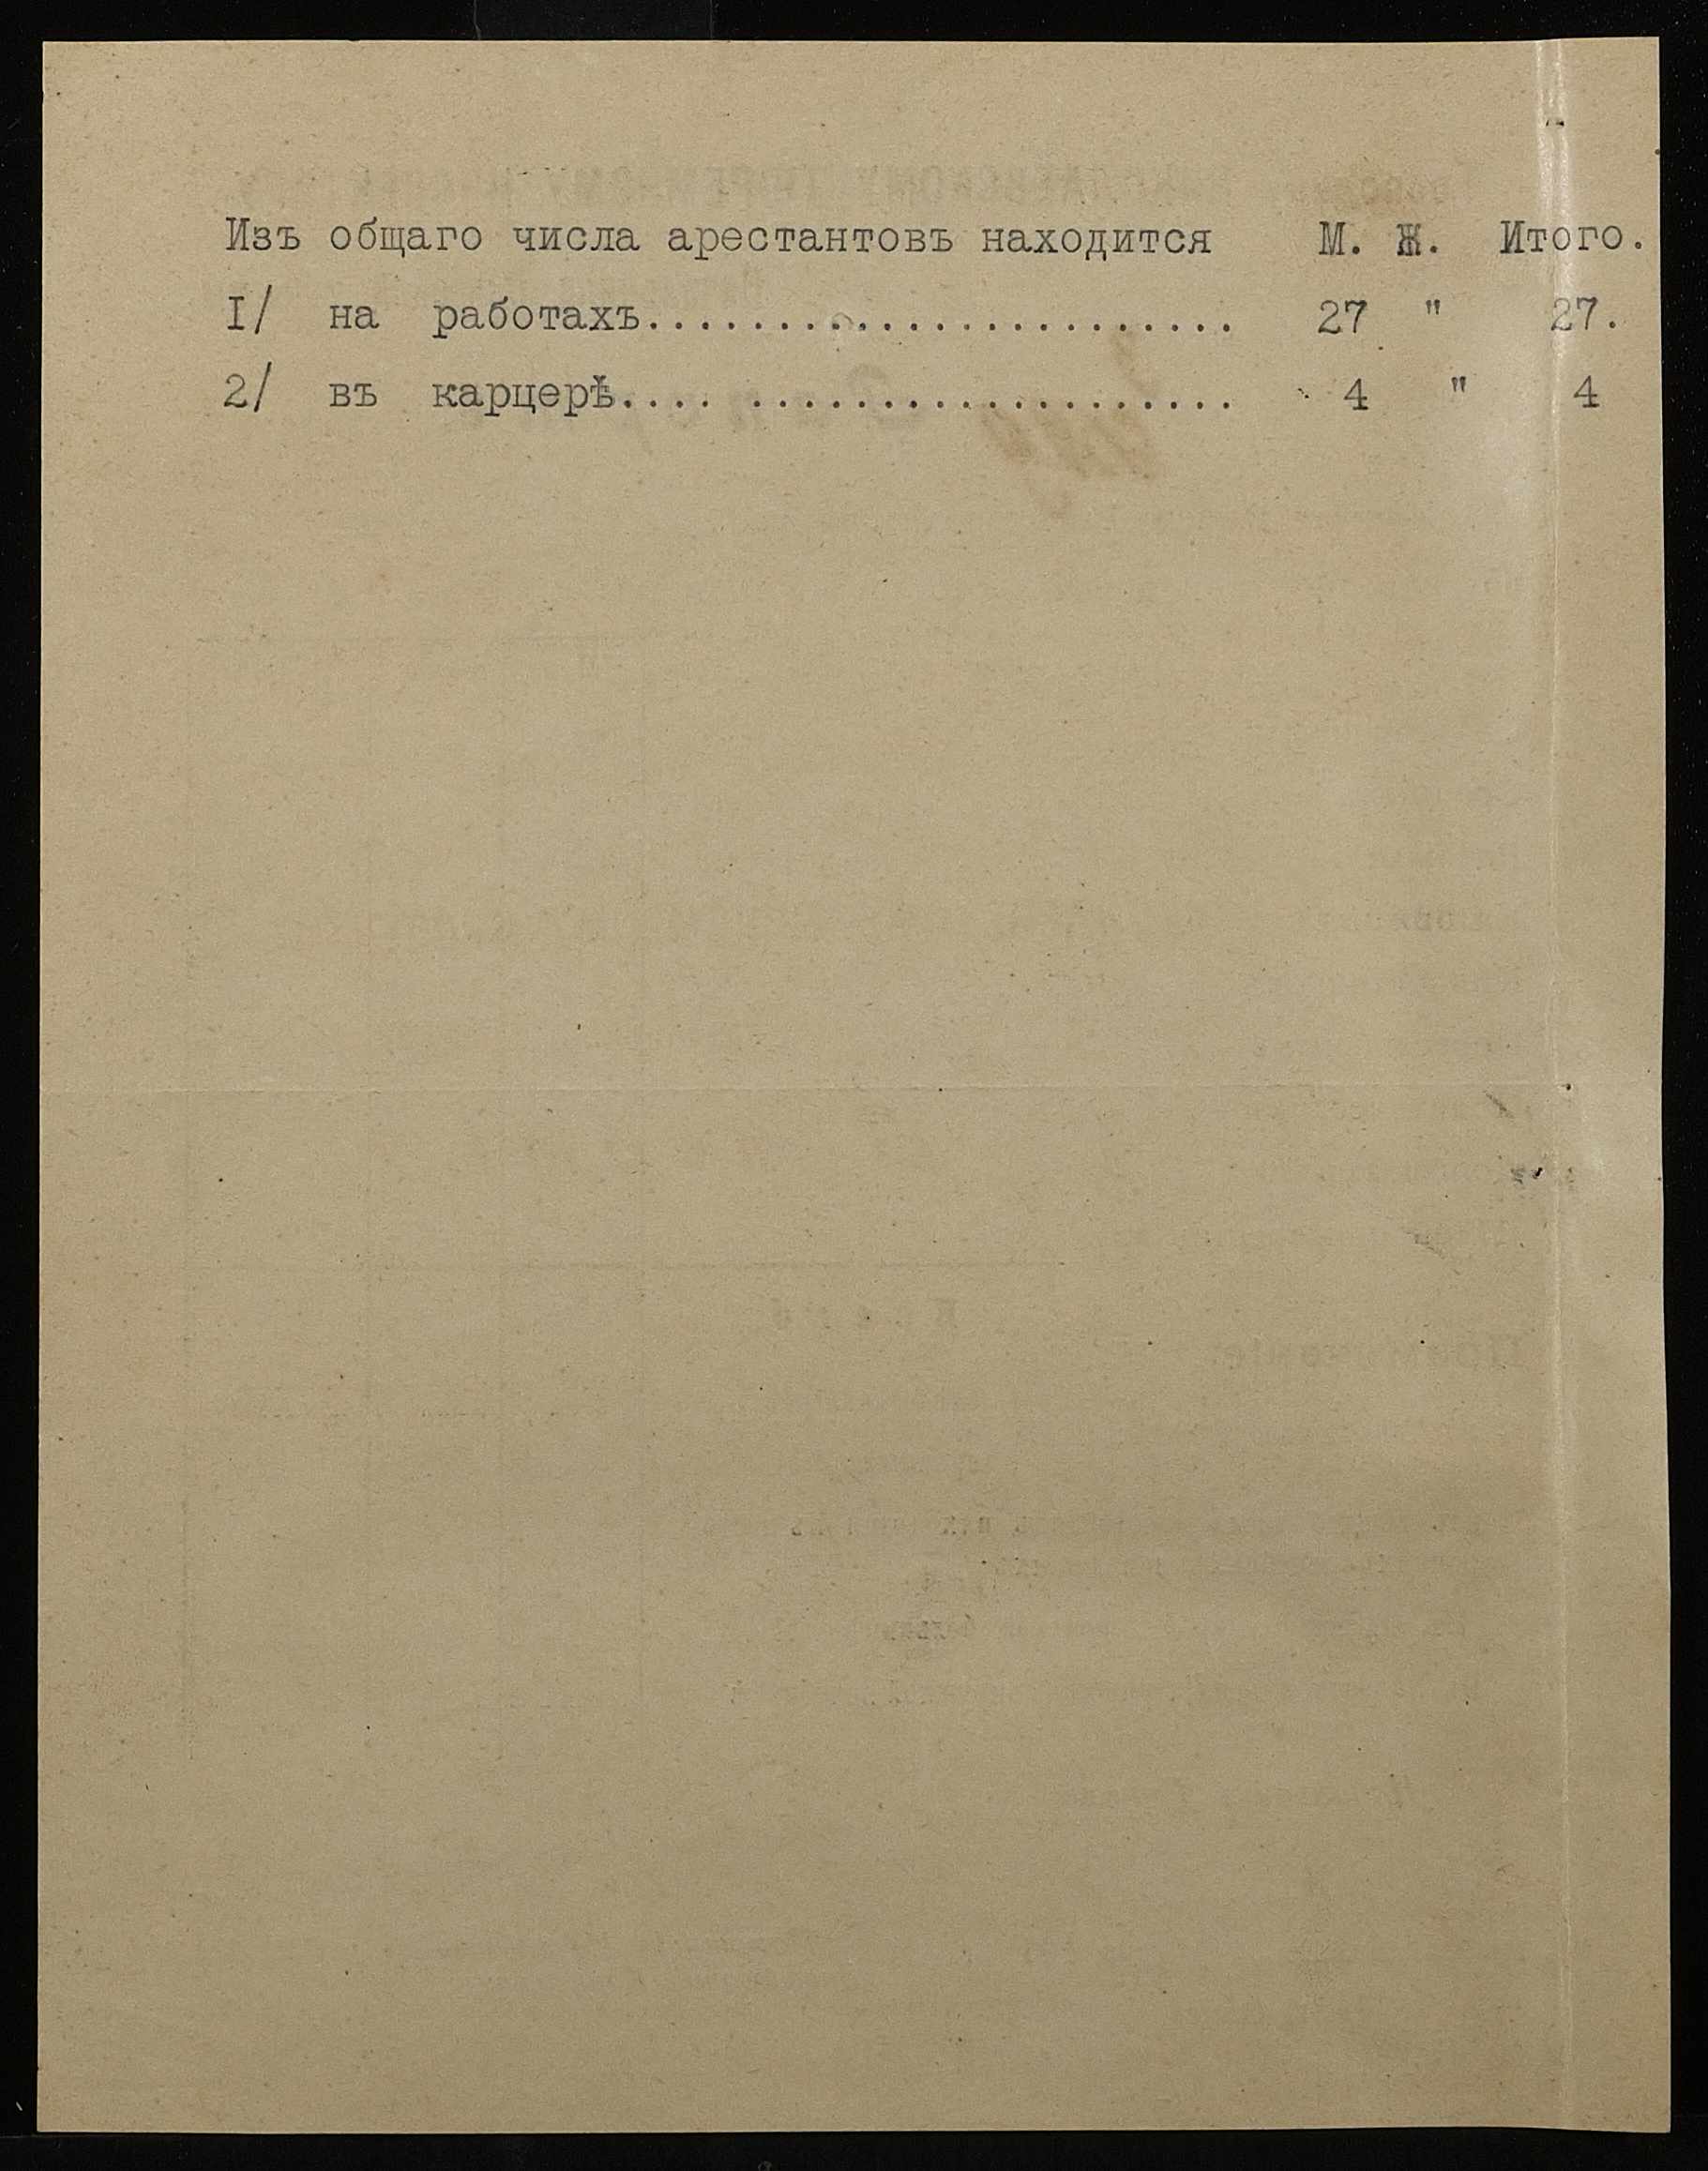 Изъ общаго числа арестантовъ находится М. Ж. Итого.
I/ на работахъ....................... 27 " 27.
2/ въ карцерѣ.... ................... 4 " 4